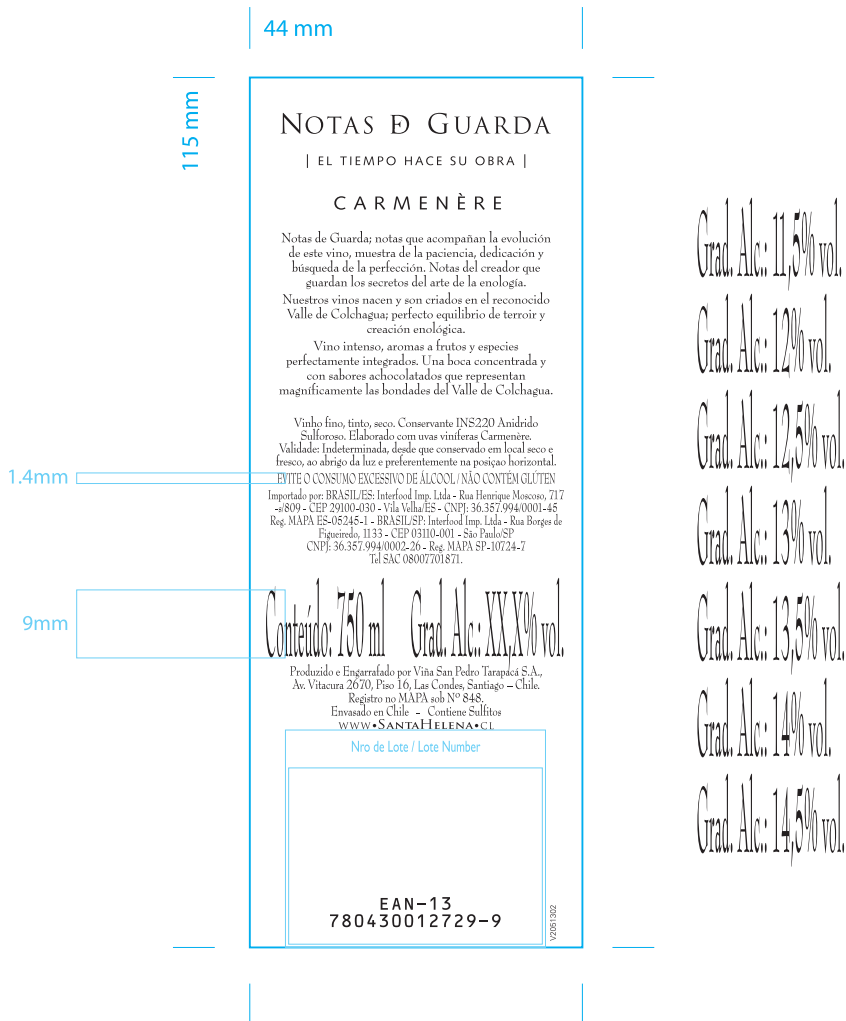 44 mm
115 mm
NOTAS DE GUARDA
| EL TIEMPO HACE SU OBRA |
CARMENÈRE
Notas de Guarda; notas que acompañan la evolución
de este vino, muestra de la paciencia, dedicación y
búsqueda de la perfección. Notas del creador que
guardan los secretos del arte de la enología.
Nuestros vinos nacen y son criados en el reconocido
Valle de Colchagua; perfecto equilibrio de terroir y
creación enológica.
Vino intenso, aromas a frutos y especies
perfectamente integrados. Una boca concentrada y
con sabores achocolatados que representan
magníficamente las bondades del Valle de Colchagua.
Vinho fino, tinto, seco. Conservante INS220 Anidrido
Sulforoso. Elaborado com uvas viníferas Carmenère.
Validade: Indeterminada, desde que conservado em local seco e
fresco, ao abrigo da luz e preferentemente na posiçao horizontal.
1.4mm
EVITE O CONSUMO EXCESSIVO DE ÁLCOOL / NÃO CONTÉM GLÚTEN
Importado por: BRASIL/ES: Interfood Imp. Ltda - Rua Henrique Moscoso, 717
-s/809 - CEP 29100-030 - Vila Velha/ES - CNPJ: 36.357.994/0001-45
Reg. MAPA ES-05245-1 - BRASIL/SP: Interfood Imp. Ltda - Rua Borges de
Figueiredo, 1133 - CEP 03110-001 - São Paulo/SP
CNPJ: 36.357.994/0002-26 - Reg. MAPA SP-10724-7
Tel SAC 08007701871.
9mm
Conteúdo: 750 ml Grad. Alc.: XX,X% vol.
Produzido e Engarrafado por Viña San Pedro Tarapacá S.A.,
Av. Vitacura 2670, Piso 16, Las Condes, Santiago – Chile.
Registro no MAPA sob Nº 848.
Envasado en Chile - Contiene Sulfitos
WWW•SANTAHELENA•CL
Nro de Lote / Lote Number
EAN-13
780430012729-9
V2051302
Grad. Alc.: 11,5% vol.
Grad. Alc.: 12% vol.
Grad. Alc.: 12,5% vol.
Grad. Alc.: 13% vol.
Grad. Alc.: 13,5% vol.
Grad. Alc.: 14% vol.
Grad. Alc.: 14,5% vol.